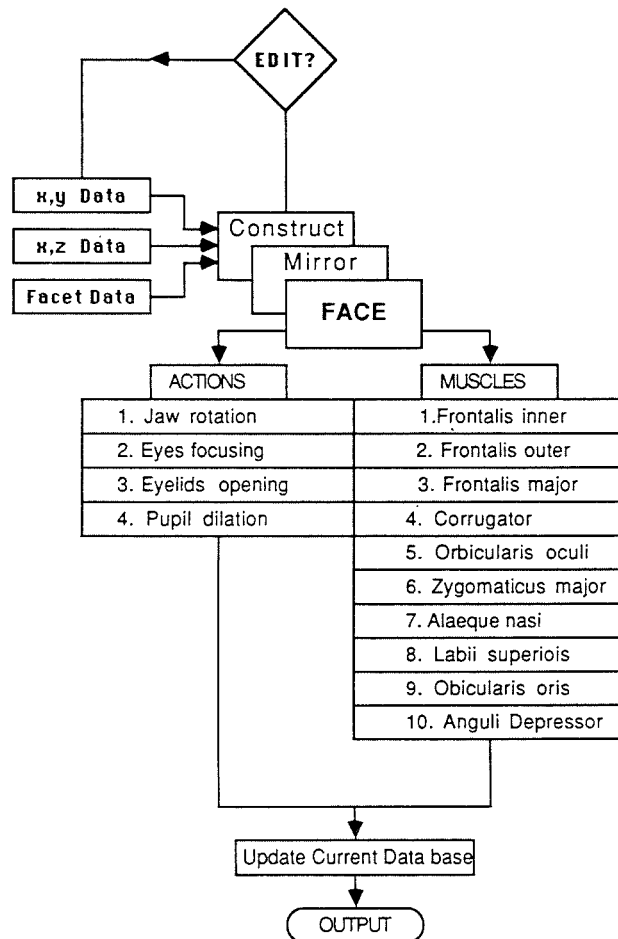 EDIT?
x,y Data
x,z Data
Facet Data
Construct
Mirror
FACE
ACTIONS
1. Jaw rotation
2. Eyes focusing
3. Eyelids opening
4. Pupil dilation
MUSCLES
1.Frontalis inner
2. Frontalis outer
3. Frontalis major
4. Corrugator
5. Orbicularis oculi
6. Zygomaticus major
7. Alaeque nasi
8. Labii superiois
9. Obicularis oris
10. Anguli Depressor
Update Current Data base
OUTPUT